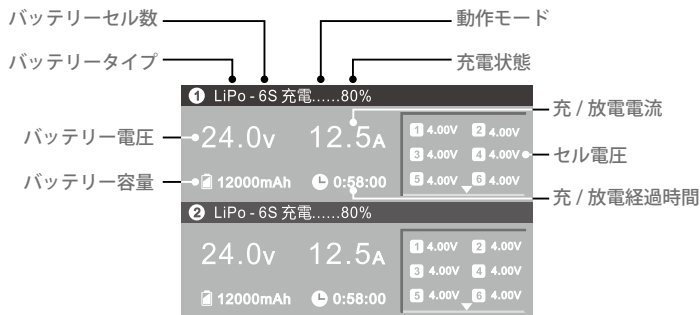 バッテリーセル数
動作モード
バッテリータイプ
充電状態
1 LiPo - 6S 充電......80%
充 / 放電電流
バッテリー電圧
24.0v 12.5A
1 4.00V 2 4.00V
3 4.00V 4 4.00V
セル電圧
バッテリー容量
12000mAh 0:58:00
5 4.00V 6 4.00V
充 / 放電経過時間
2 LiPo - 6S 充電......80%
24.0v 12.5A
1 4.00V 2 4.00V
3 4.00V 4 4.00V
12000mAh 0:58:00
5 4.00V 6 4.00V